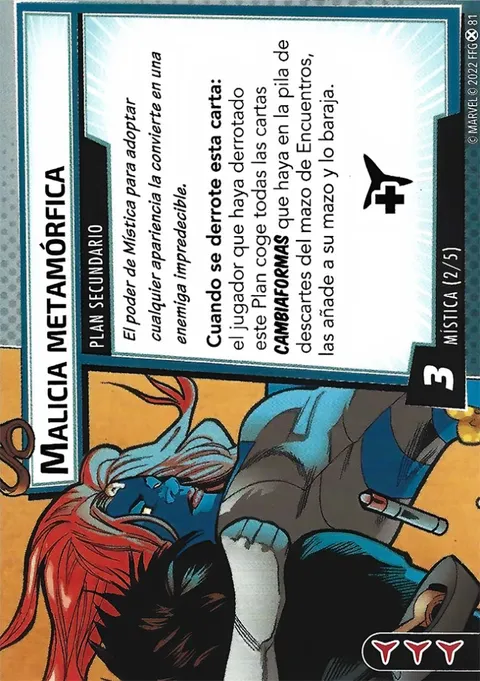 MALICIA METAMÓRFICA
PLAN SECUNDARIO
El poder de Mística para adoptar
cualquier apariencia la convierte en una
enemiga impredecible.
Cuando se derrote esta carta:
el jugador que haya derrotado
este Plan coge todas las cartas
CAMBIAFORMAS que haya en la pila de
descartes del mazo de Encuentros,
las añade a su mazo y lo baraja.
3
MÍSTICA (2/5)
© MARVEL © 2022 FFG 81